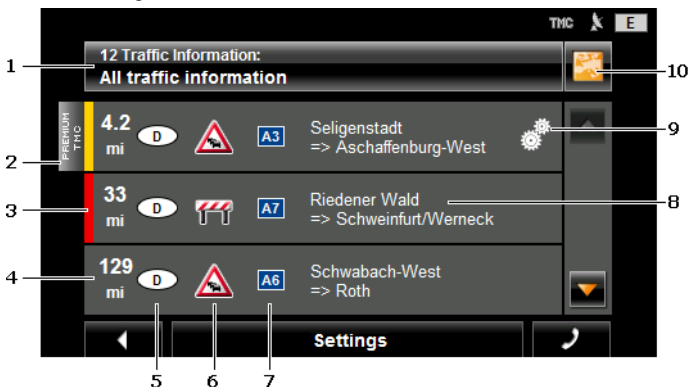 TMC E
12 Traffic Information:
All traffic information
1
10
PREMIUM
TMC
2
4.2
mi
D
A3
Seligenstadt
=> Aschaffenburg-West
9
3
33
mi
D
A7
Riedener Wald
=> Schweinfurt/Werneck
8
4
129
mi
D
A6
Schwabach-West
=> Roth
Settings
5 6 7